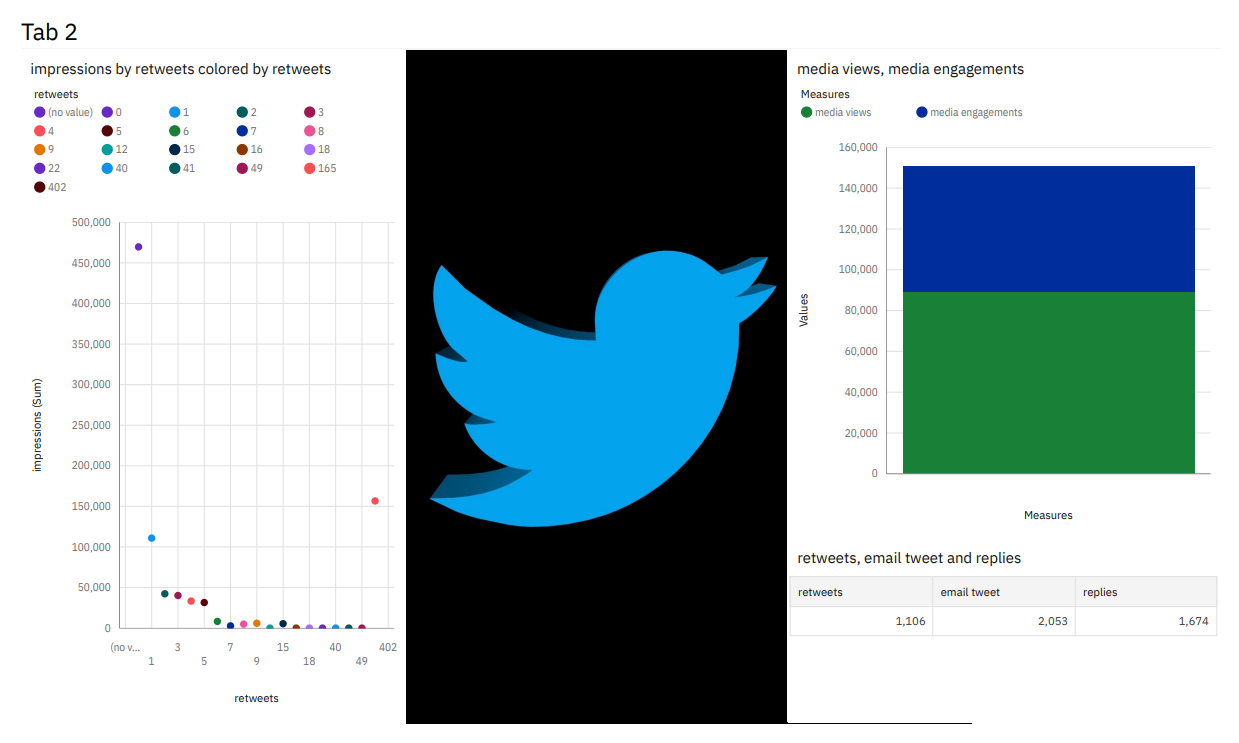 Tab 2
impressions by retweets colored by retweets
retweets
(no value) 0 1 2 3
4 5 6 7 8
9 12 15 16 18
22 40 41 49 165
402
500,000
450,000
400,000
350,000
300,000
250,000
200,000
150,000
100,000
50,000
0
impressions (Sum)
(no v... 3 7 15 40 402
1 5 9 18 49
retweets
media views, media engagements
Measures
media views media engagements
160,000
140,000
120,000
100,000
80,000
60,000
40,000
20,000
0
Values
Measures
retweets, email tweet and replies
retweets email tweet replies
1,106 2,053 1,674